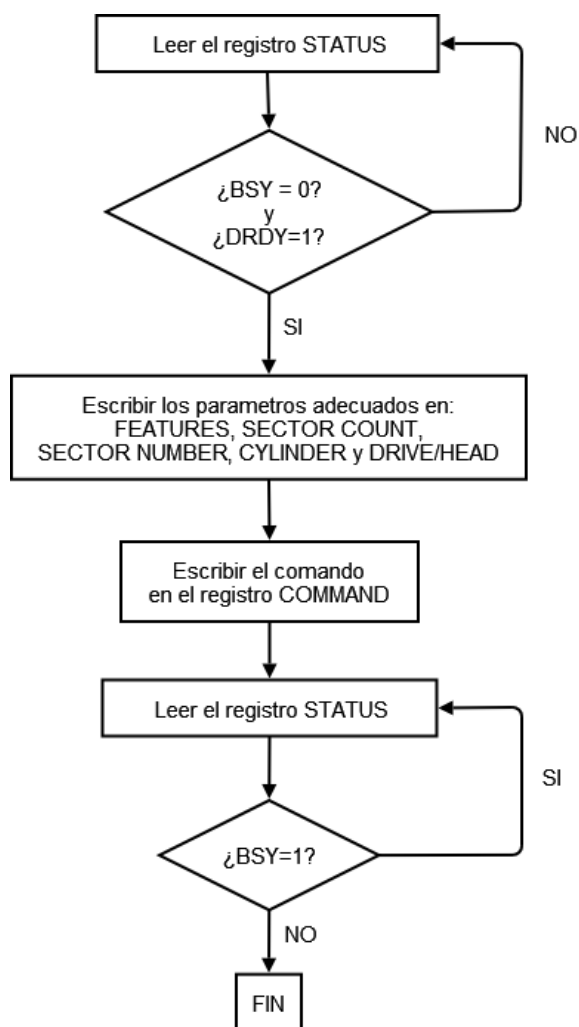 Leer el registro STATUS
NO
¿BSY = 0?
y
¿DRDY=1?
SI
Escribir los parametros adecuados en:
FEATURES, SECTOR COUNT,
SECTOR NUMBER, CYLINDER y DRIVE/HEAD
Escribir el comando
en el registro COMMAND
Leer el registro STATUS
SI
¿BSY=1?
NO
FIN